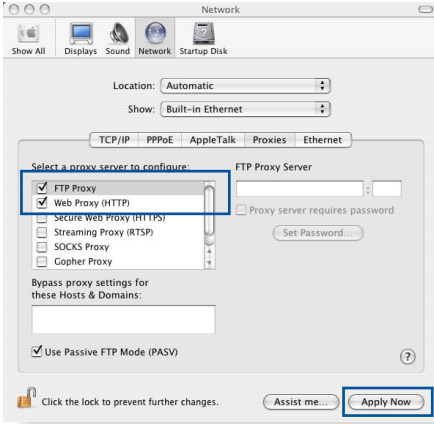 Network
Show All Displays Sound Network Startup Disk
Location: Automatic
Show: Built-in Ethernet
TCP/IP PPPoE AppleTalk Proxies Ethernet
Select a proxy server to configure: FTP Proxy Server
FTP Proxy
:
Web Proxy (HTTP)
Proxy server requires password
Secure Web Proxy (HTTPS)
Streaming Proxy (RTSP) Set Password...
SOCKS Proxy
Gopher Proxy
Bypass proxy settings for
these Hosts & Domains:
Use Passive FTP Mode (PASV) ?
Click the lock to prevent further changes. Assist me... Apply Now